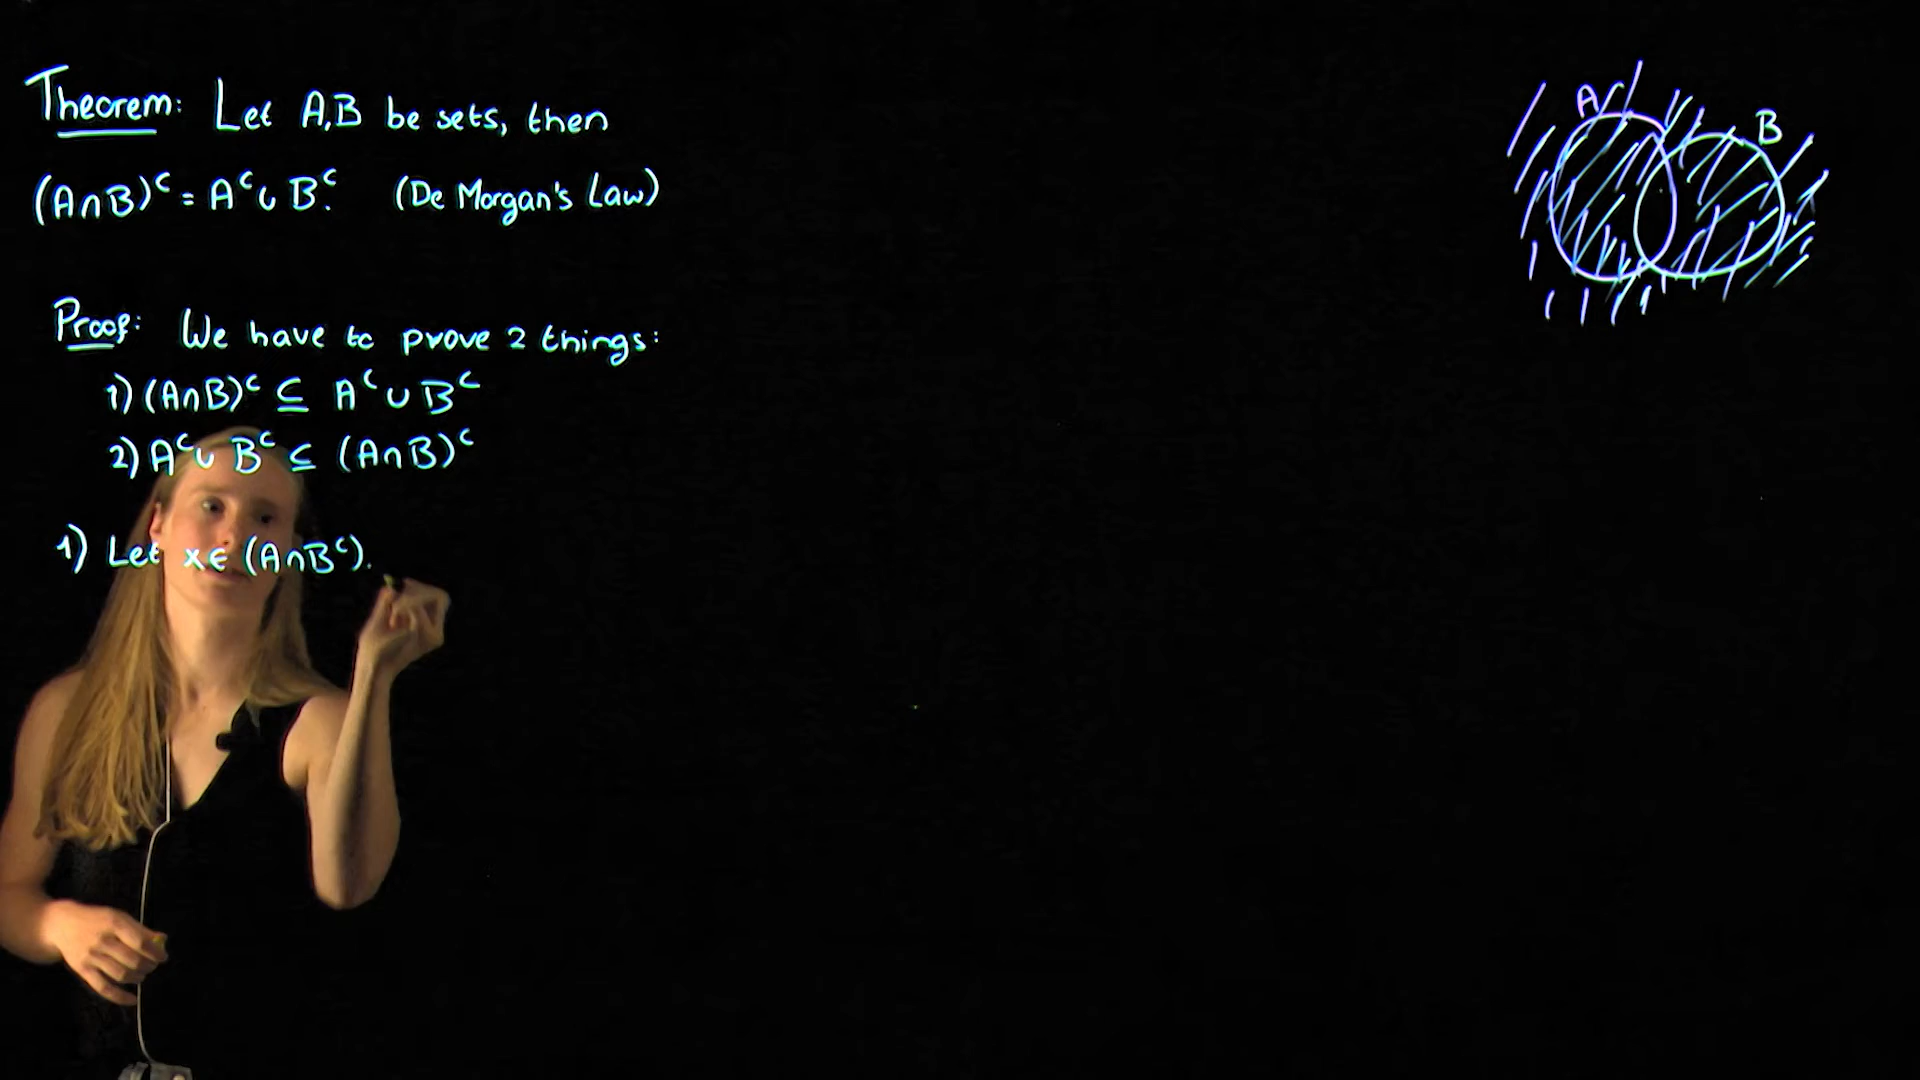 Theorem: Let A,B be sets, then
(A∩B)ᶜ = Aᶜ ∪ Bᶜ. (De Morgan's Law)
A
B
Proof: We have to prove 2 things:
1) (A∩B)ᶜ ⊆ Aᶜ ∪ Bᶜ
2) Aᶜ ∪ Bᶜ ⊆ (A∩B)ᶜ
1) Let x∈ (A∩Bᶜ).